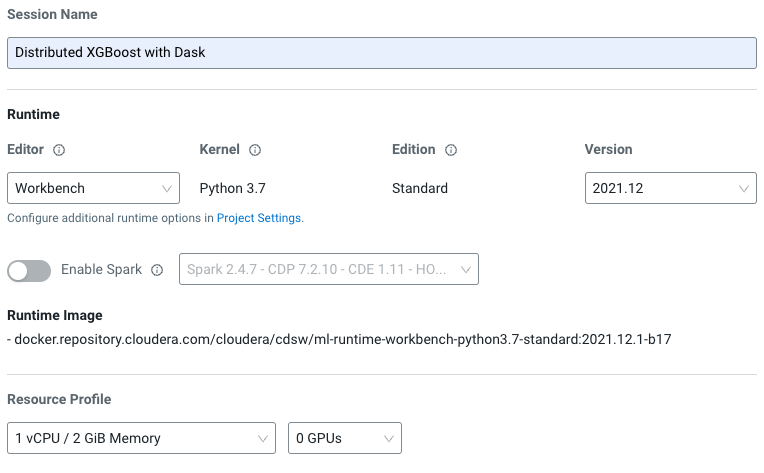 Session Name
Distributed XGBoost with Dask
Runtime
Editor Kernel Edition Version
Workbench Python 3.7 Standard 2021.12
Configure additional runtime options in Project Settings.
Enable Spark Spark 2.4.7 - CDP 7.2.10 - CDE 1.11 - HO...
Runtime Image
- docker.repository.cloudera.com/cloudera/cdsw/ml-runtime-workbench-python3.7-standard:2021.12.1-b17
Resource Profile
1 vCPU / 2 GiB Memory 0 GPUs